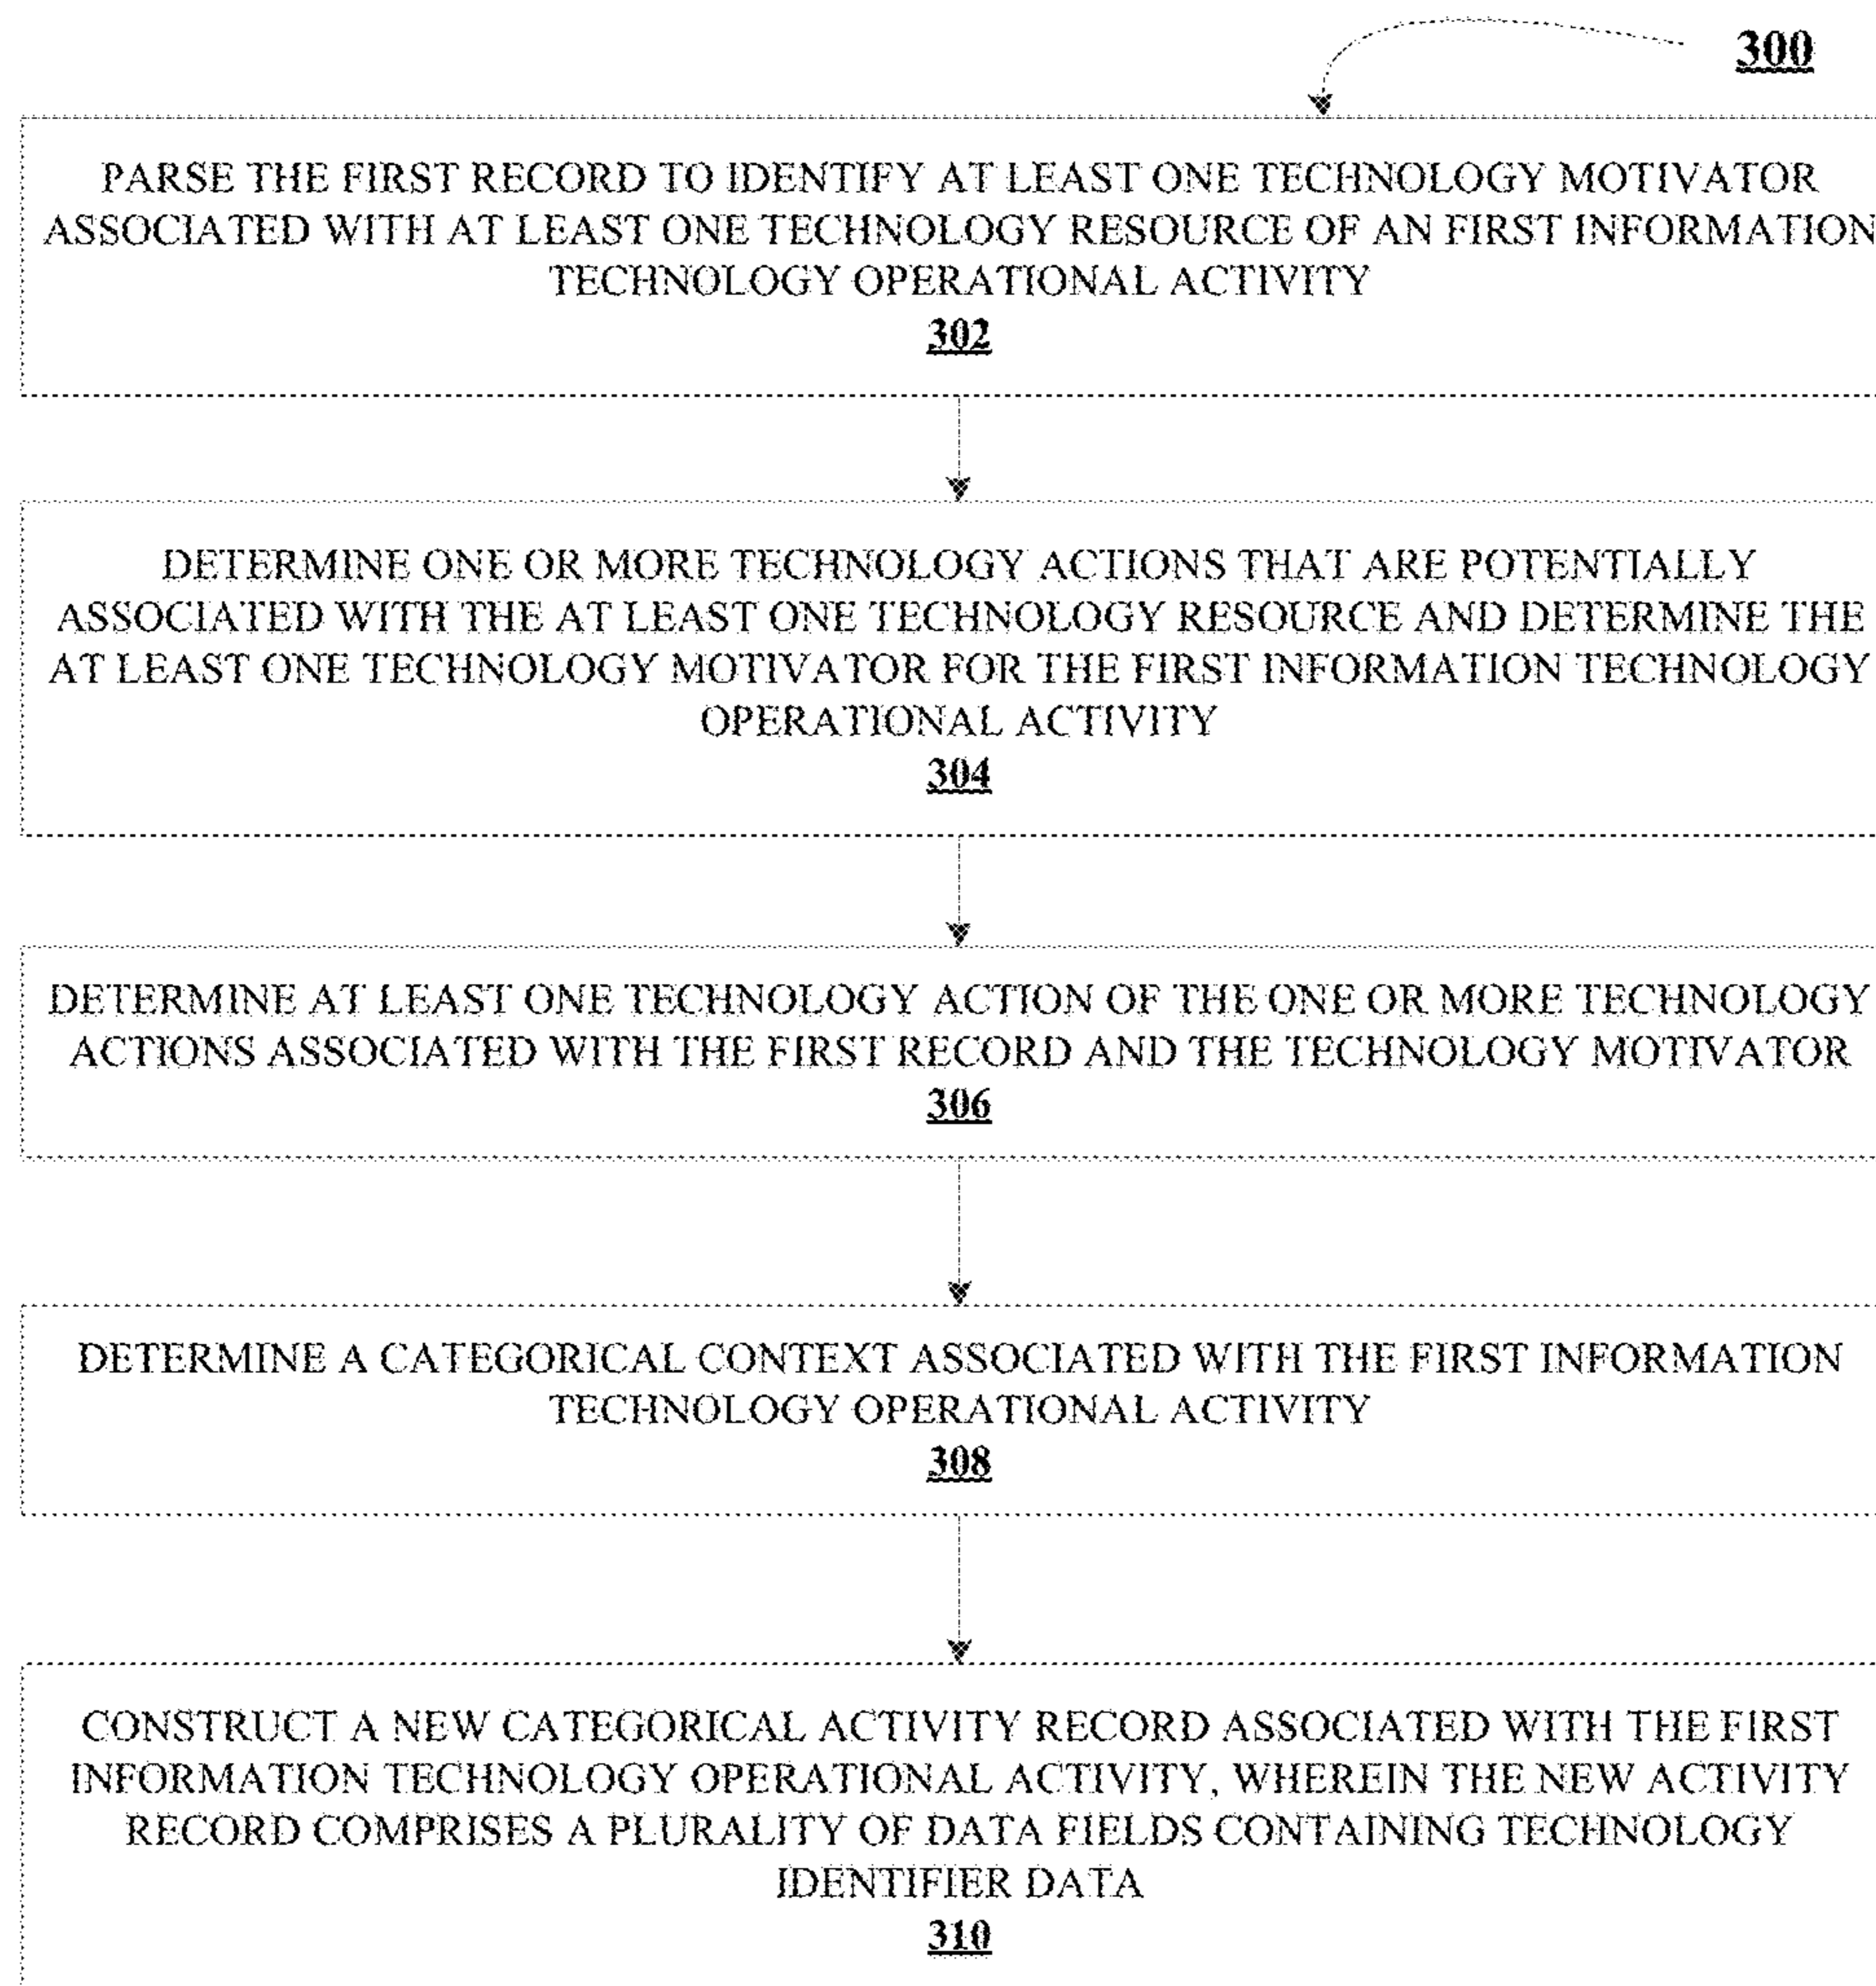 300
PARSE THE FIRST RECORD TO IDENTIFY AT LEAST ONE TECHNOLOGY MOTIVATOR
ASSOCIATED WITH AT LEAST ONE TECHNOLOGY RESOURCE OF AN FIRST INFORMATION
TECHNOLOGY OPERATIONAL ACTIVITY
302
DETERMINE ONE OR MORE TECHNOLOGY ACTIONS THAT ARE POTENTIALLY
ASSOCIATED WITH THE AT LEAST ONE TECHNOLOGY RESOURCE AND DETERMINE THE
AT LEAST ONE TECHNOLOGY MOTIVATOR FOR THE FIRST INFORMATION TECHNOLOGY
OPERATIONAL ACTIVITY
304
DETERMINE AT LEAST ONE TECHNOLOGY ACTION OF THE ONE OR MORE TECHNOLOGY
ACTIONS ASSOCIATED WITH THE FIRST RECORD AND THE TECHNOLOGY MOTIVATOR
306
DETERMINE A CATEGORICAL CONTEXT ASSOCIATED WITH THE FIRST INFORMATION
TECHNOLOGY OPERATIONAL ACTIVITY
308
CONSTRUCT A NEW CATEGORICAL ACTIVITY RECORD ASSOCIATED WITH THE FIRST
INFORMATION TECHNOLOGY OPERATIONAL ACTIVITY, WHEREIN THE NEW ACTIVITY
RECORD COMPRISES A PLURALITY OF DATA FIELDS CONTAINING TECHNOLOGY
IDENTIFIER DATA
310